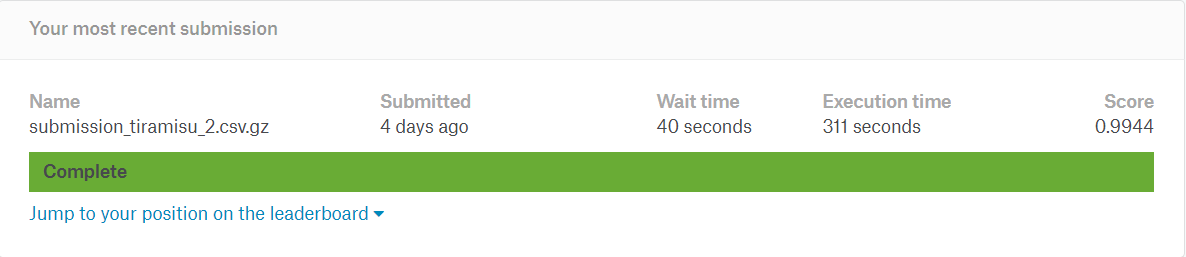 Your most recent submission
Name Submitted Wait time Execution time Score
submission_tiramisu_2.csv.gz 4 days ago 40 seconds 311 seconds 0.9944
Complete
Jump to your position on the leaderboard